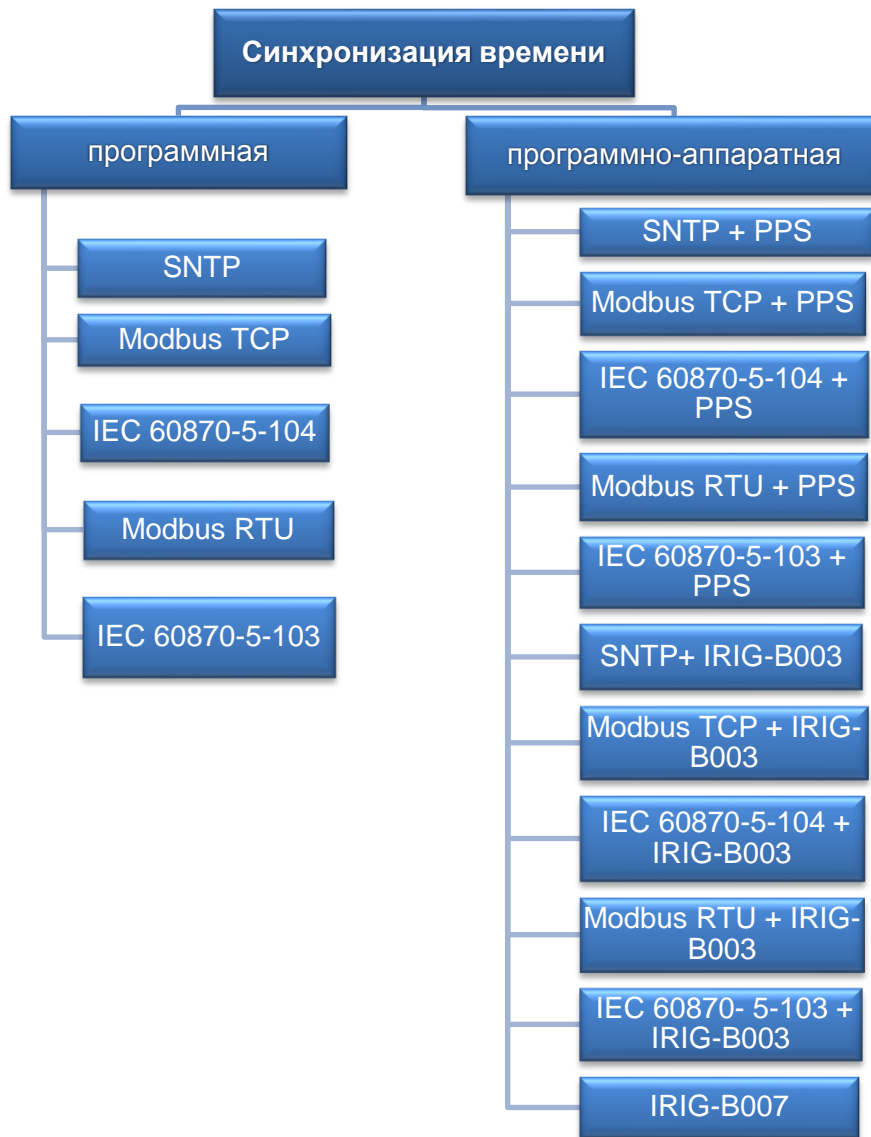 Синхронизация времени
программная
SNTP
Modbus TCP
IEC 60870-5-104
Modbus RTU
IEC 60870-5-103
программно-аппаратная
SNTP + PPS
Modbus TCP + PPS
IEC 60870-5-104 +
PPS
Modbus RTU + PPS
IEC 60870-5-103 +
PPS
SNTP+ IRIG-B003
Modbus TCP + IRIG-
B003
IEC 60870-5-104 +
IRIG-B003
Modbus RTU + IRIG-
B003
IEC 60870- 5-103 +
IRIG-B003
IRIG-B007